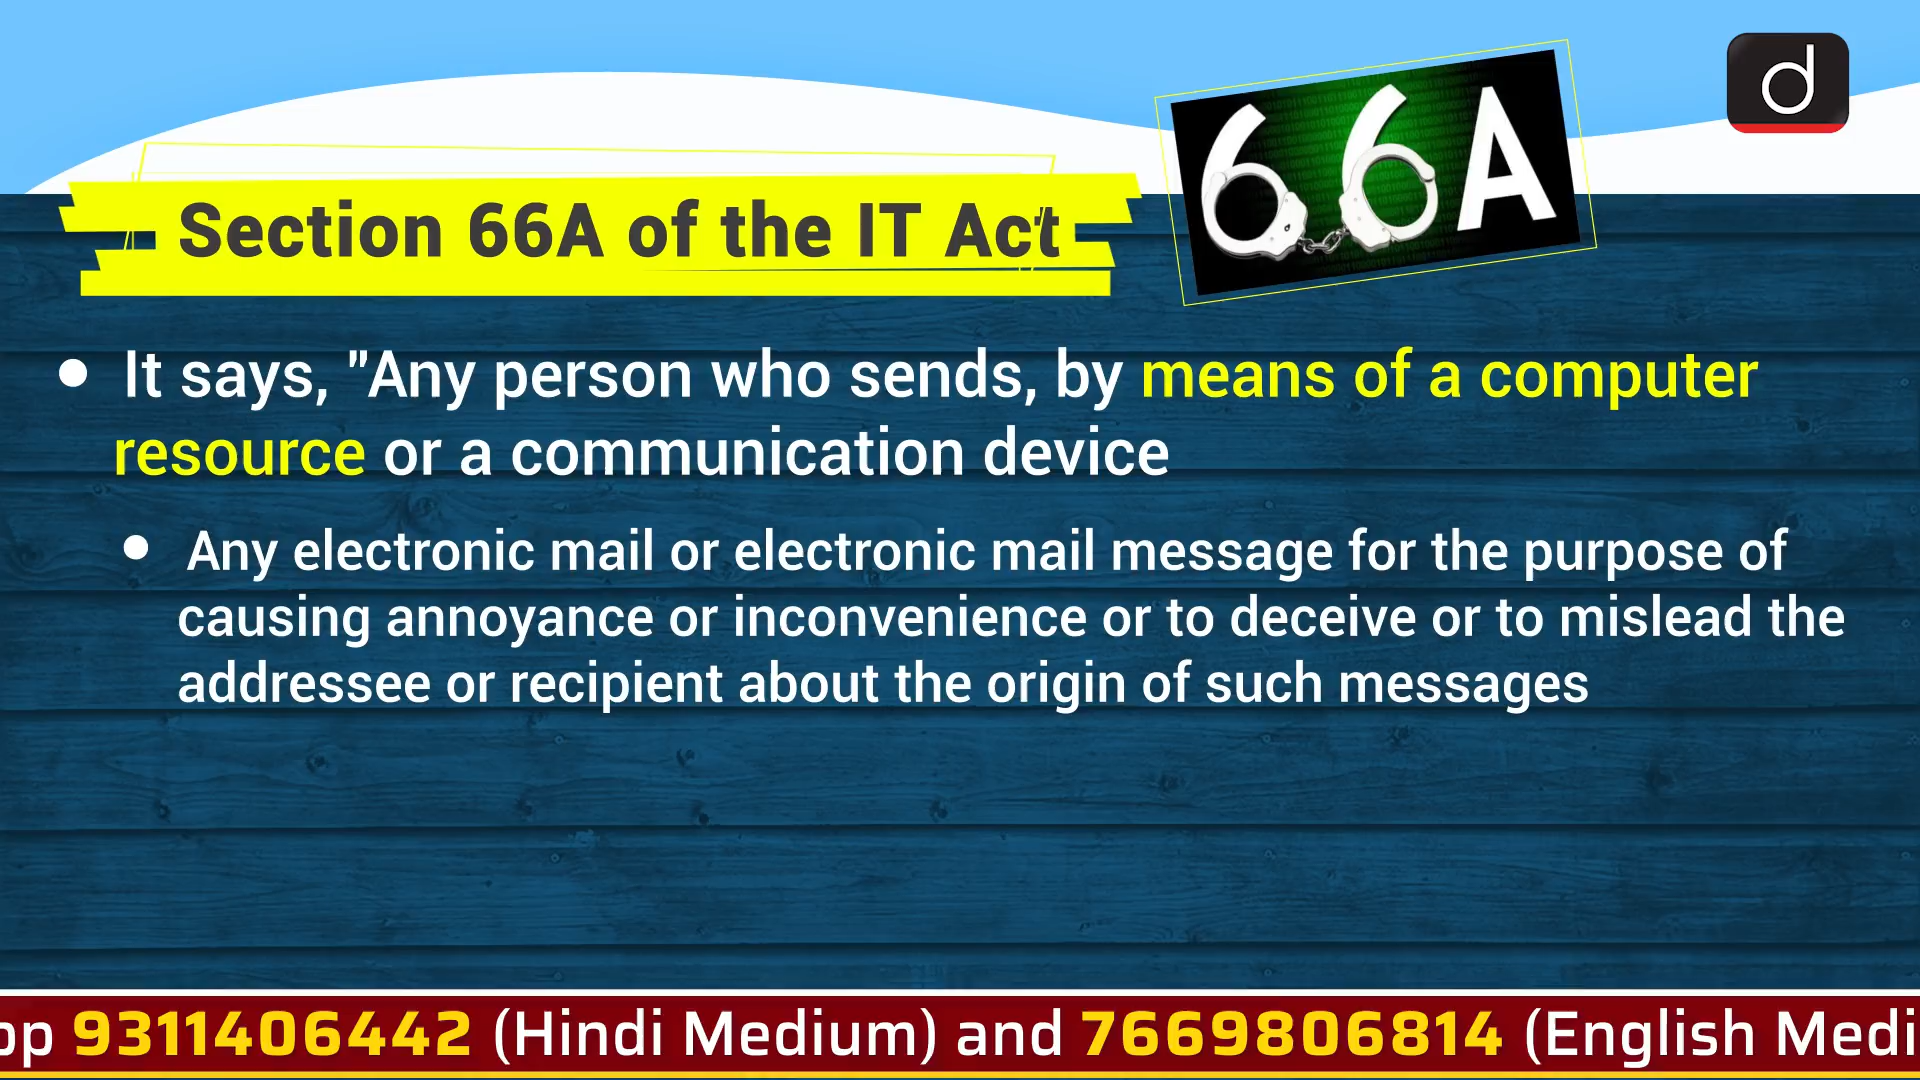 d
66A
Section 66A of the IT Act
• It says, "Any person who sends, by means of a computer
resource or a communication device
• Any electronic mail or electronic mail message for the purpose of
causing annoyance or inconvenience or to deceive or to mislead the
addressee or recipient about the origin of such messages
9311406442 (Hindi Medium) and 7669806814 (English Medi